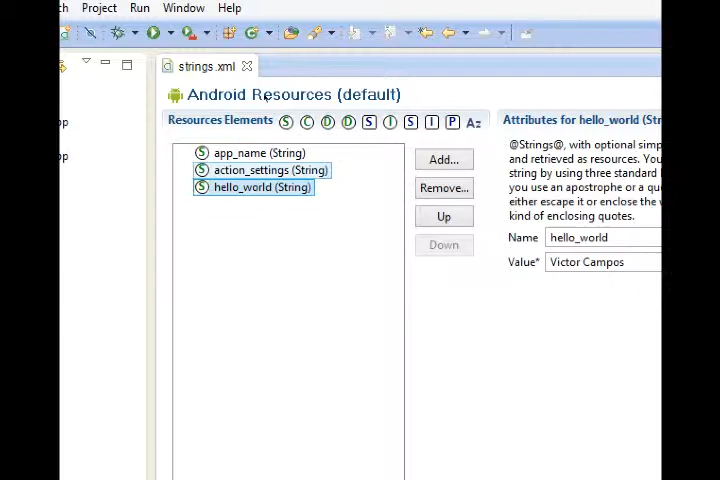 ch Project Run Window Help
strings.xml
Android Resources (default)
Resources Elements S C D D S I S I P Az
Attributes for hello_world (Str
S app_name (String)
S action_settings (String)
S hello_world (String)
Add...
Remove...
Up
Down
@Strings@, with optional simp
and retrieved as resources. You
string by using three standard
you use an apostrophe or a qu
either escape it or enclose the w
kind of enclosing quotes.
Name hello_world
Value* Victor Campos
pp
pp